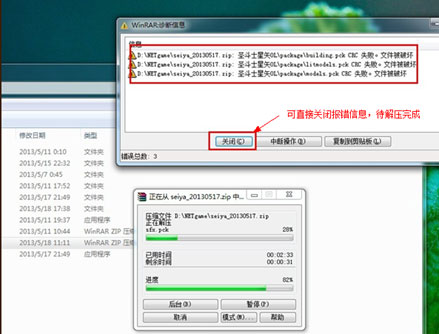 WinRAR:诊断信息
信息
D:\NETgame\seiya_20130517.zip: 圣斗士星矢OL\package\building.pck CRC 失败。文件被破坏
D:\NETgame\seiya_20130517.zip: 圣斗士星矢OL\package\litmodels.pck CRC 失败。文件被破坏
D:\NETgame\seiya_20130517.zip: 圣斗士星矢OL\package\models.pck CRC 失败。文件被破坏
可直接关闭报错信息，待解压完成
关闭(C) 中断操作(B) 复制到剪贴板(L)
错误总数: 3
修改日期 类型
2013/5/11 0:10 文件夹
2013/5/15 22:32 文件夹
2013/5/7 0:45 文件夹
2013/5/11 17:52 文件夹
2013/5/17 21:49 文件夹
2013/5/18 17:38 文件夹
2013/5/11 19:37 应用程序
2013/5/11 10:44 WinRAR ZIP 压缩
2013/5/18 11:11 WinRAR ZIP 压缩
2013/5/17 21:49 应用程序
正在从 seiya_20130517.zip 中...
压缩文件 D:\NETgame\seiya_20130517.zip
正在解压
sfx.pck 28%
已用时间 00:02:33
剩余时间 00:00:31
进度 82%
后台(B) 暂停(P)
取消 模式(M)... 帮助